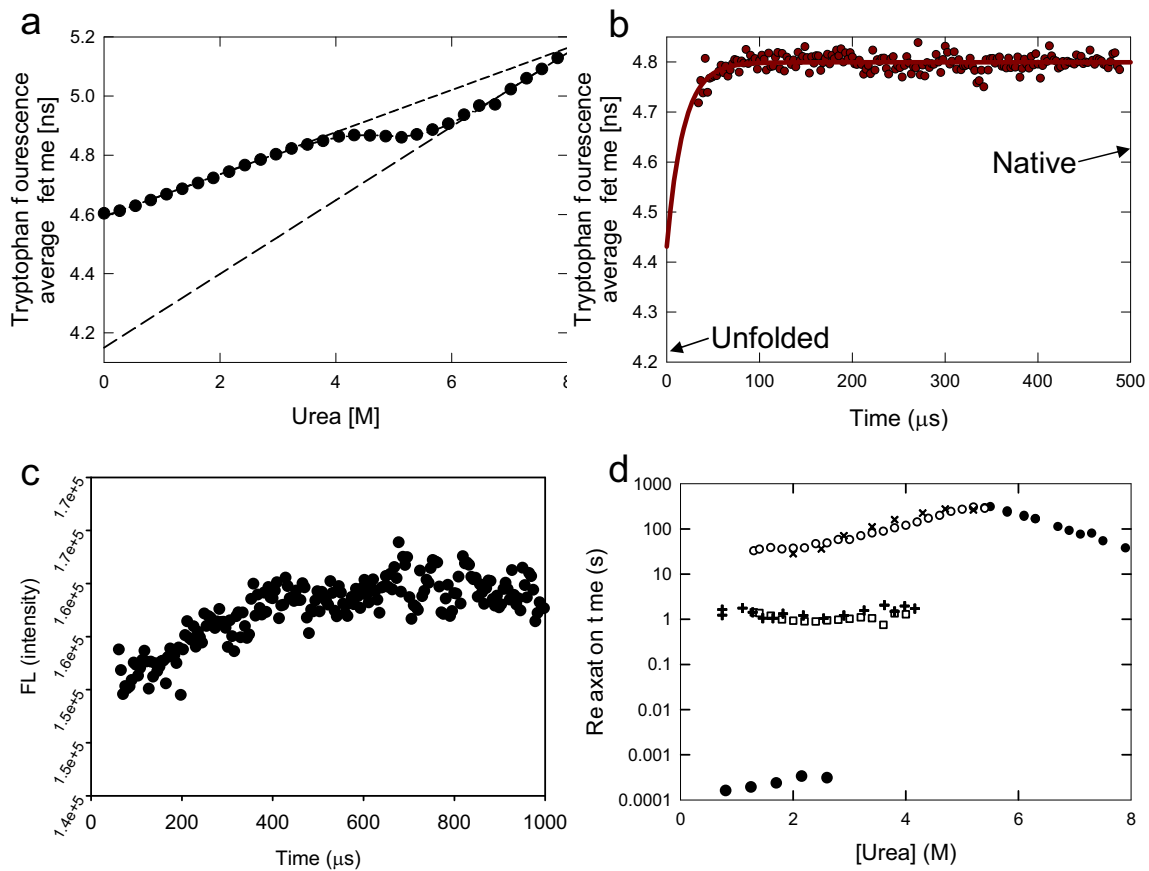 a
5.2
5.0
4.8
4.6
4.4
4.2
0
2
4
6
8
Urea [M]
Tryptophan f ourescence
average fet me [ns]
b
4.8
4.7
4.6
4.5
4.4
4.3
4.2
0
100
200
300
400
500
Time (μs)
Tryptophan f ourescence
average fet me [ns]
Native
Unfolded
c
1.7e+5
1.7e+5
1.6e+5
1.6e+5
1.5e+5
1.5e+5
1.4e+5
0
200
400
600
800
1000
Time (μs)
FL (intensity)
d
1000
100
10
1
0.1
0.01
0.001
0.0001
0
2
4
6
8
[Urea] (M)
Re axat on t me (s)